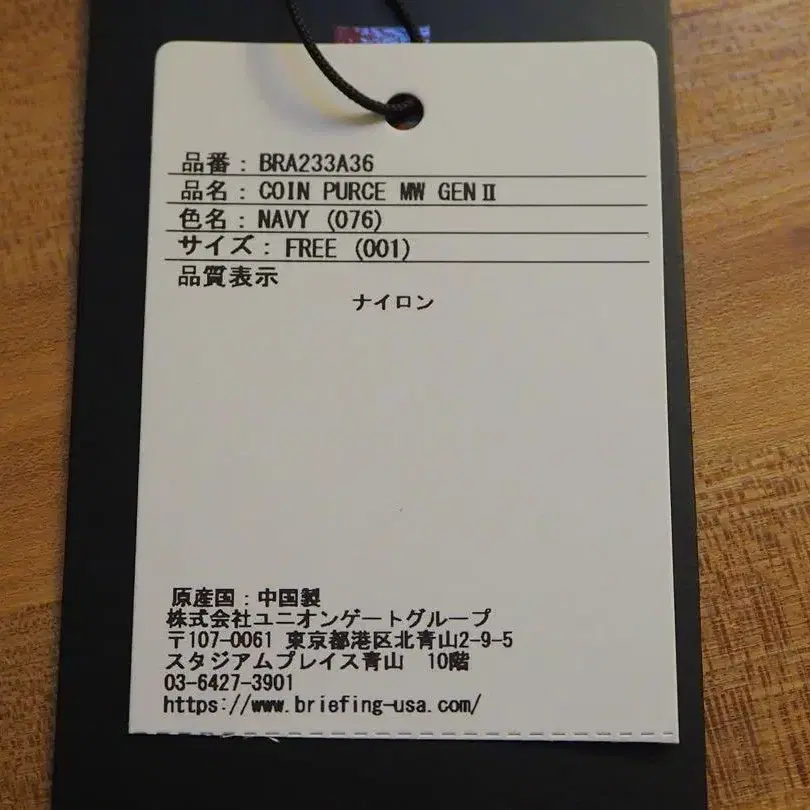 品番：BRA233A36
品名：COIN PURCE MW GENⅡ
色名：NAVY (076)
サイズ：FREE (001)
品質表示
ナイロン
原産国：中国製
株式会社ユニオンゲートグループ
〒107-0061 東京都港区北青山2-9-5
スタジアムプレイス青山　10階
03-6427-3901
https://www.briefing-usa.com/